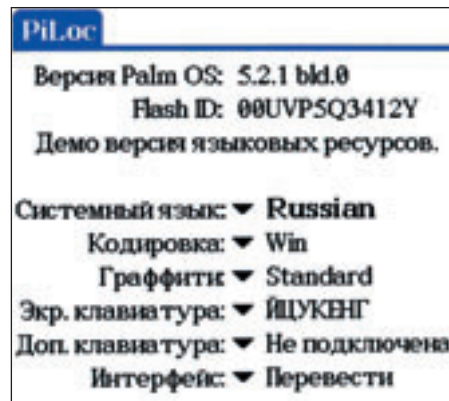 PiLoc
Версия Palm OS: 5.2.1 bld.0
Flash ID: 00UVP5Q3412Y
Демо версия языковых ресурсов.
Системный язык: Russian
Кодировка: Win
Граффити: Standard
Экр. клавиатура: ЙЦУКЕНГ
Доп. клавиатура: Не подключена
Интерфейс: Перевести